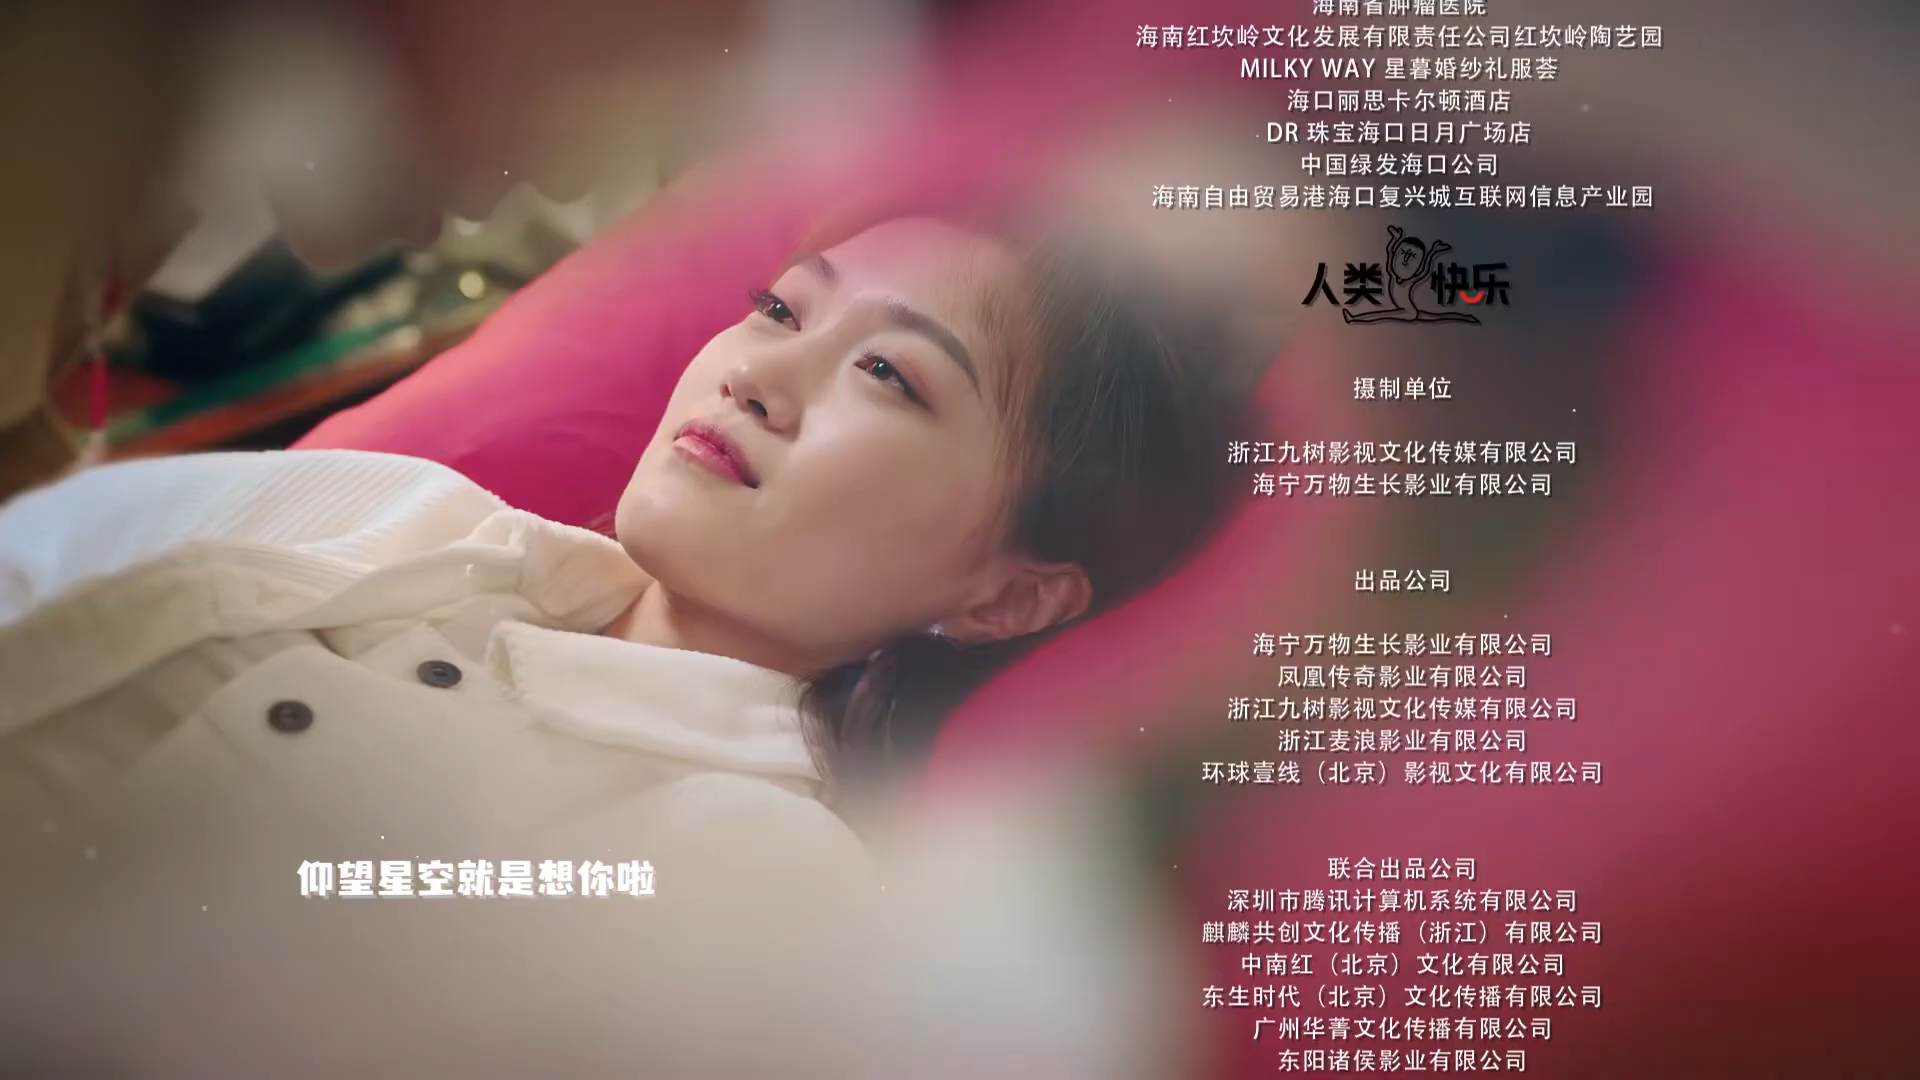 海南省肿瘤医院
海南红坎岭文化发展有限责任公司红坎岭陶艺园
MILKY WAY 星暮婚纱礼服荟
海口丽思卡尔顿酒店
DR 珠宝海口日月广场店
中国绿发海口公司
海南自由贸易港海口复兴城互联网信息产业园
人类快乐
摄制单位
浙江九树影视文化传媒有限公司
海宁万物生长影业有限公司
出品公司
海宁万物生长影业有限公司
凤凰传奇影业有限公司
浙江九树影视文化传媒有限公司
浙江麦浪影业有限公司
环球壹线（北京）影视文化有限公司
联合出品公司
深圳市腾讯计算机系统有限公司
麒麟共创文化传播（浙江）有限公司
中南红（北京）文化有限公司
东生时代（北京）文化传播有限公司
广州华菁文化传播有限公司
东阳诸侯影业有限公司
仰望星空就是想你啦